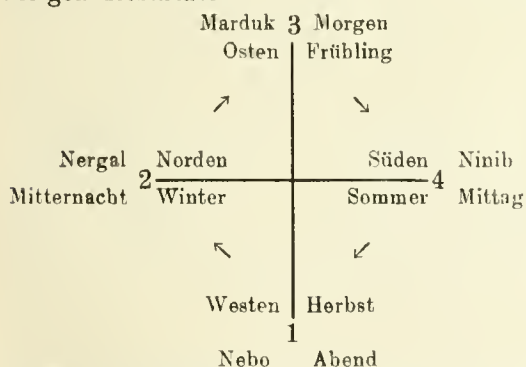 Marduk 3 Morgen
Osten Frühling
↗ ↘
Nergal Norden Süden Ninib
2 4
Mitternacht Winter Sommer Mittag
↖ ↙
Westen Herbst
1
Nebo Abend